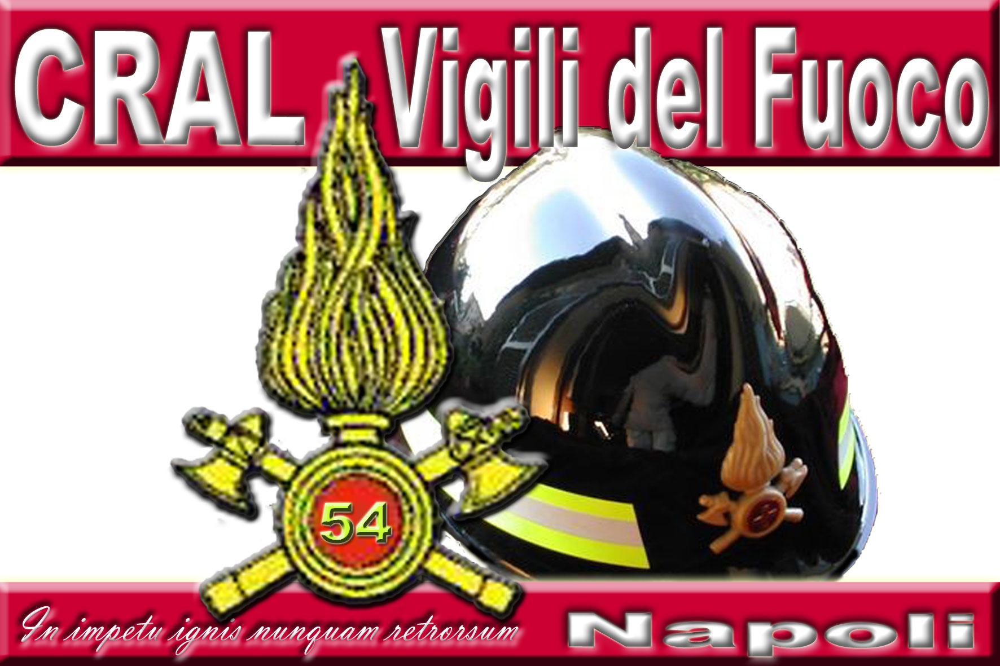 CRAL Vigili del Fuoco
54
In impetu ignis nunquam retrorsum
Napoli